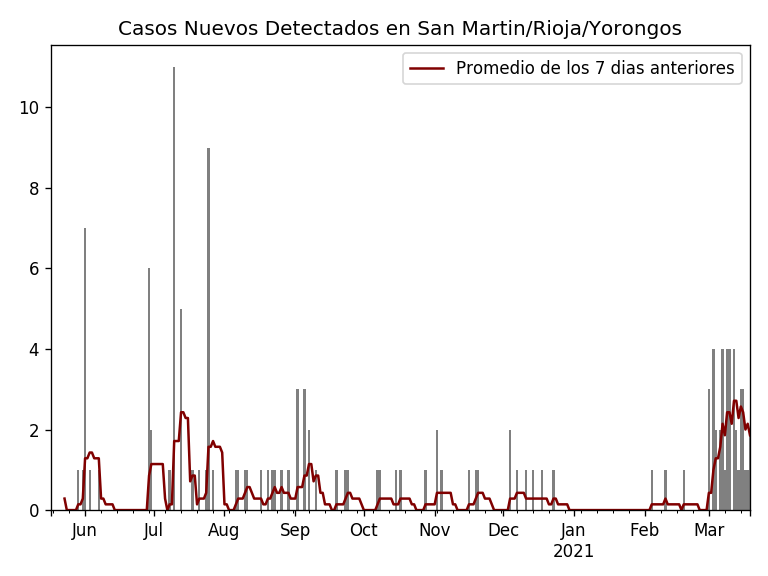 Casos Nuevos Detectados en San Martin/Rioja/Yorongos
Promedio de los 7 dias anteriores
10
8
6
4
2
0
Jun Jul Aug Sep Oct Nov Dec Jan Feb Mar
2021